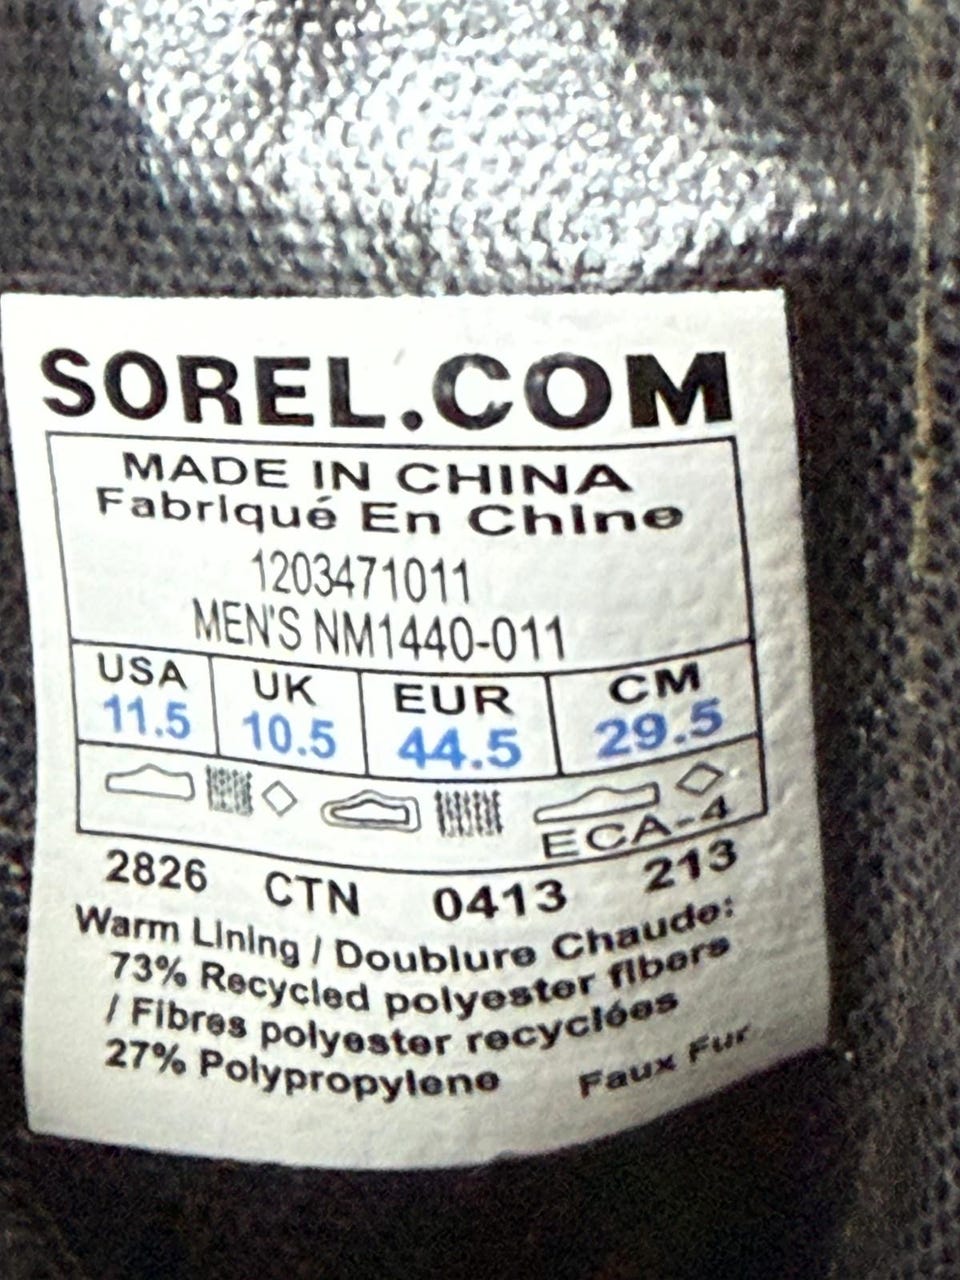 SOREL.COM
MADE IN CHINA
Fabriqué En Chine
1203471011
MEN'S NM1440-011
USA UK EUR CM
11.5 10.5 44.5 29.5
ECA-4
2826 CTN 0413 213
Warm Lining / Doublure Chaude:
73% Recycled polyester fibers
/ Fibres polyester recyclées
27% Polypropylene Faux Fur